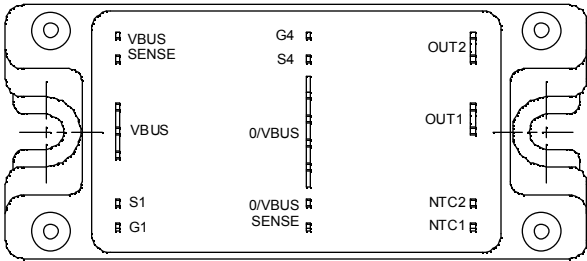 VBUS
SENSE
G4
S4
OUT2
VBUS
0/VBUS
OUT1
S1
G1
0/VBUS
SENSE
NTC2
NTC1